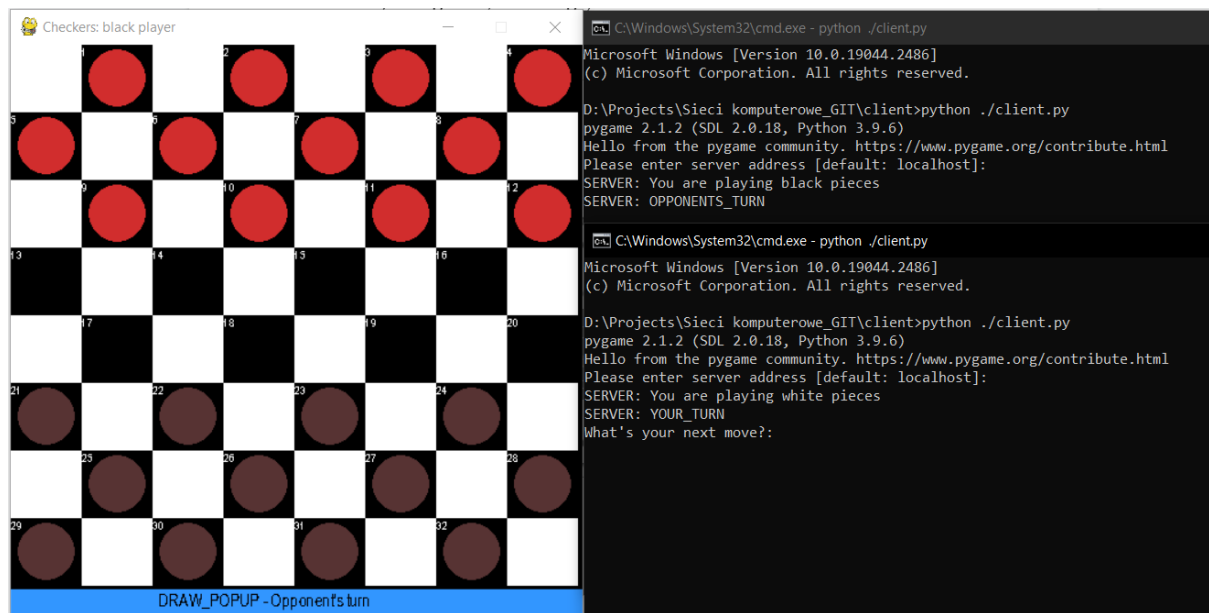 Checkers: black player
1 2 3 4
5 6 7 8
9 10 11 12
13 14 15 16
17 18 19 20
21 22 23 24
25 26 27 28
29 30 31 32
DRAW_POPUP - Opponent's turn
C:\Windows\System32\cmd.exe - python ./client.py
Microsoft Windows [Version 10.0.19044.2486]
(c) Microsoft Corporation. All rights reserved.
D:\Projects\Sieci komputerowe_GIT\client>python ./client.py
pygame 2.1.2 (SDL 2.0.18, Python 3.9.6)
Hello from the pygame community. https://www.pygame.org/contribute.html
Please enter server address [default: localhost]:
SERVER: You are playing black pieces
SERVER: OPPONENTS_TURN
C:\Windows\System32\cmd.exe - python ./client.py
Microsoft Windows [Version 10.0.19044.2486]
(c) Microsoft Corporation. All rights reserved.
D:\Projects\Sieci komputerowe_GIT\client>python ./client.py
pygame 2.1.2 (SDL 2.0.18, Python 3.9.6)
Hello from the pygame community. https://www.pygame.org/contribute.html
Please enter server address [default: localhost]:
SERVER: You are playing white pieces
SERVER: YOUR_TURN
What's your next move?: